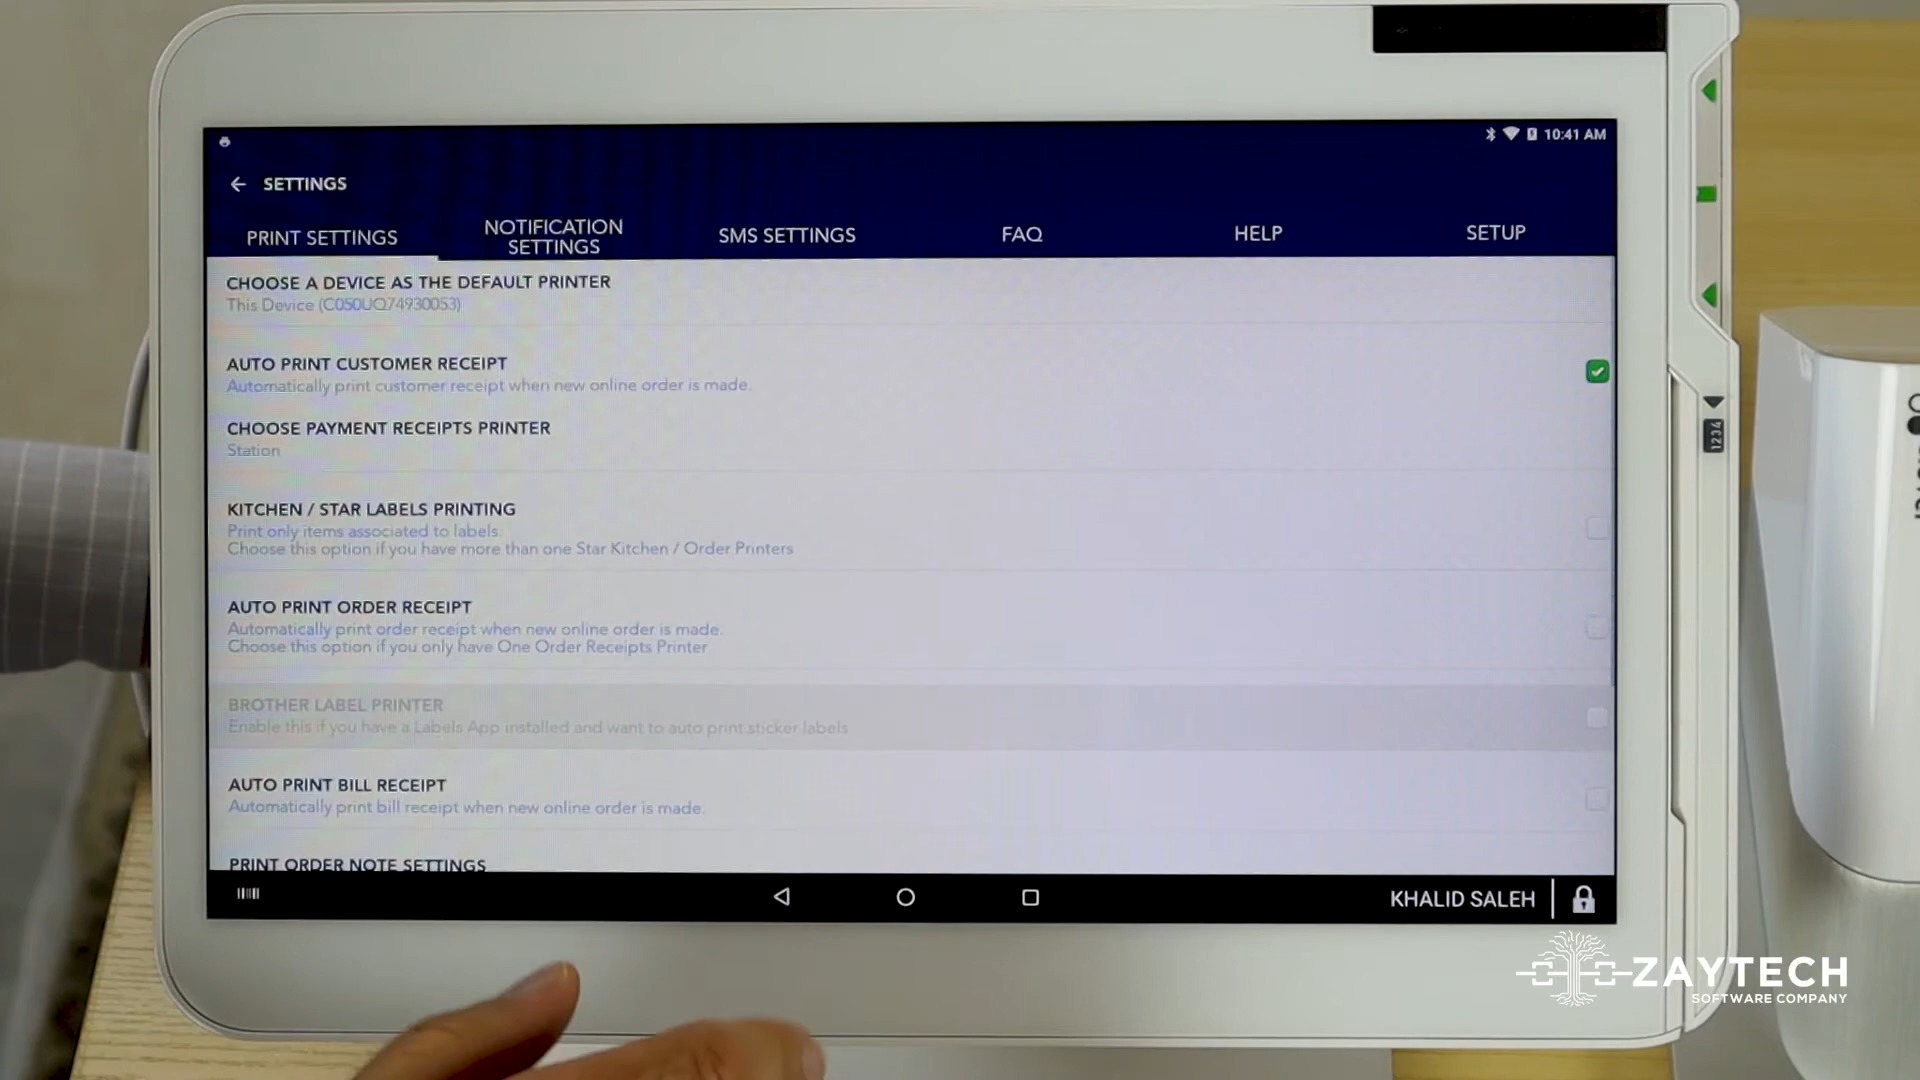 10:41 AM
SETTINGS
PRINT SETTINGS
NOTIFICATION
SETTINGS
SMS SETTINGS
FAQ
HELP
SETUP
CHOOSE A DEVICE AS THE DEFAULT PRINTER
This Device (C050UQ74930053)
AUTO PRINT CUSTOMER RECEIPT
Automatically print customer receipt when new online order is made.
CHOOSE PAYMENT RECEIPTS PRINTER
Station
KITCHEN / STAR LABELS PRINTING
Print only items associated to labels.
Choose this option if you have more than one Star Kitchen / Order Printers
AUTO PRINT ORDER RECEIPT
Automatically print order receipt when new online order is made.
Choose this option if you only have One Order Receipts Printer
BROTHER LABEL PRINTER
Enable this if you have a Labels App installed and want to auto print sticker labels
AUTO PRINT BILL RECEIPT
Automatically print bill receipt when new online order is made.
PRINT ORDER NOTE SETTINGS
KHALID SALEH
1234
ZAYTECH
SOFTWARE COMPANY